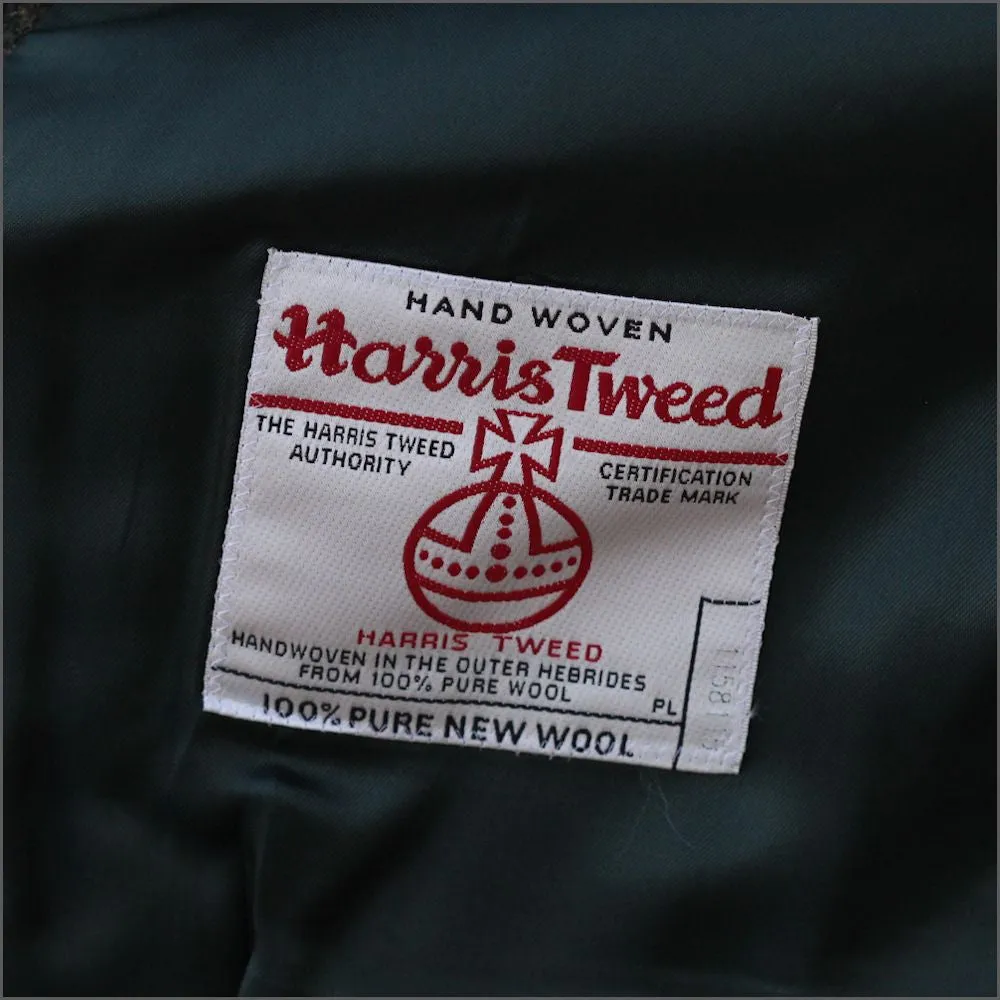 HAND WOVEN
Harris Tweed
THE HARRIS TWEED
AUTHORITY
CERTIFICATION
TRADE MARK
HARRIS TWEED
HANDWOVEN IN THE OUTER HEBRIDES
FROM 100% PURE WOOL
PL
100% PURE NEW WOOL